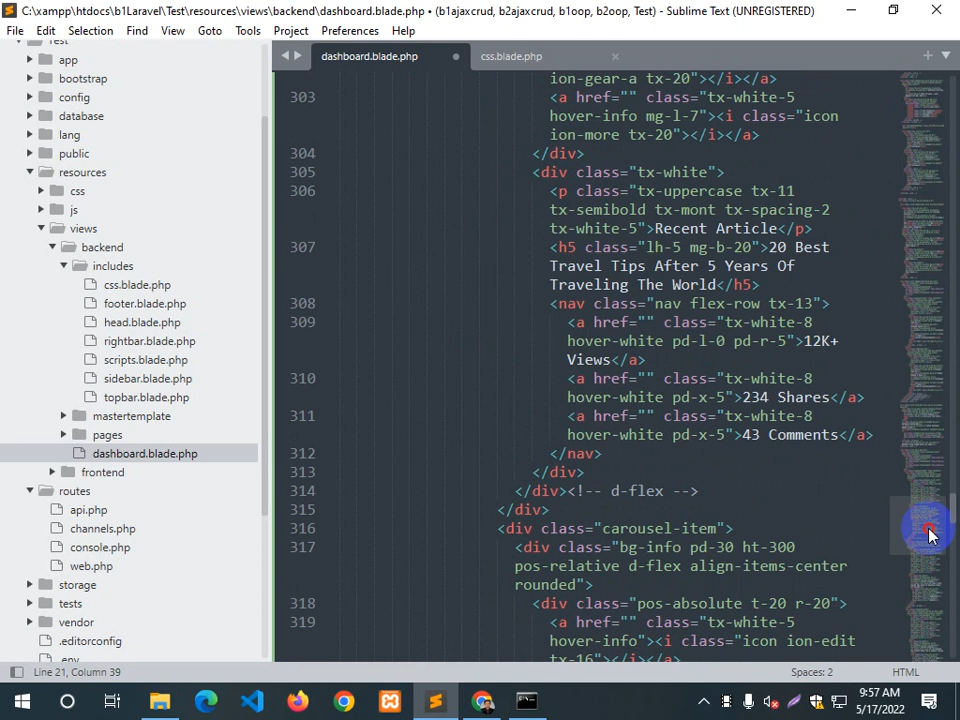 C:\xampp\htdocs\b1Laravel\Test\resources\views\backend\dashboard.blade.php • (b1ajaxcrud, b2ajaxcrud, b1oop, b2oop, Test) - Sublime Text (UNREGISTERED)
File Edit Selection Find View Goto Tools Project Preferences Help
Test
app
bootstrap
config
database
lang
public
resources
css
js
views
backend
includes
css.blade.php
footer.blade.php
head.blade.php
rightbar.blade.php
scripts.blade.php
sidebar.blade.php
topbar.blade.php
mastertemplate
pages
dashboard.blade.php
frontend
routes
api.php
channels.php
console.php
web.php
storage
tests
vendor
.editorconfig
.env
dashboard.blade.php css.blade.php
ion-gear-a tx-20"></i></a>
303 <a href="" class="tx-white-5
hover-info mg-l-7"><i class="icon
ion-more tx-20"></i></a>
304 </div>
305 <div class="tx-white">
306 <p class="tx-uppercase tx-11
tx-semibold tx-mont tx-spacing-2
tx-white-5">Recent Article</p>
307 <h5 class="lh-5 mg-b-20">20 Best
Travel Tips After 5 Years Of
Traveling The World</h5>
308 <nav class="nav flex-row tx-13">
309 <a href="" class="tx-white-8
hover-white pd-l-0 pd-r-5">12K+
Views</a>
310 <a href="" class="tx-white-8
hover-white pd-x-5">234 Shares</a>
311 <a href="" class="tx-white-8
hover-white pd-x-5">43 Comments</a>
312 </nav>
313 </div>
314 </div><!-- d-flex -->
315 </div>
316 <div class="carousel-item">
317 <div class="bg-info pd-30 ht-300
pos-relative d-flex align-items-center
rounded">
318 <div class="pos-absolute t-20 r-20">
319 <a href="" class="tx-white-5
hover-info"><i class="icon ion-edit
tx-16"></i></a>
Line 21, Column 39 Spaces: 2 HTML
9:57 AM
5/17/2022